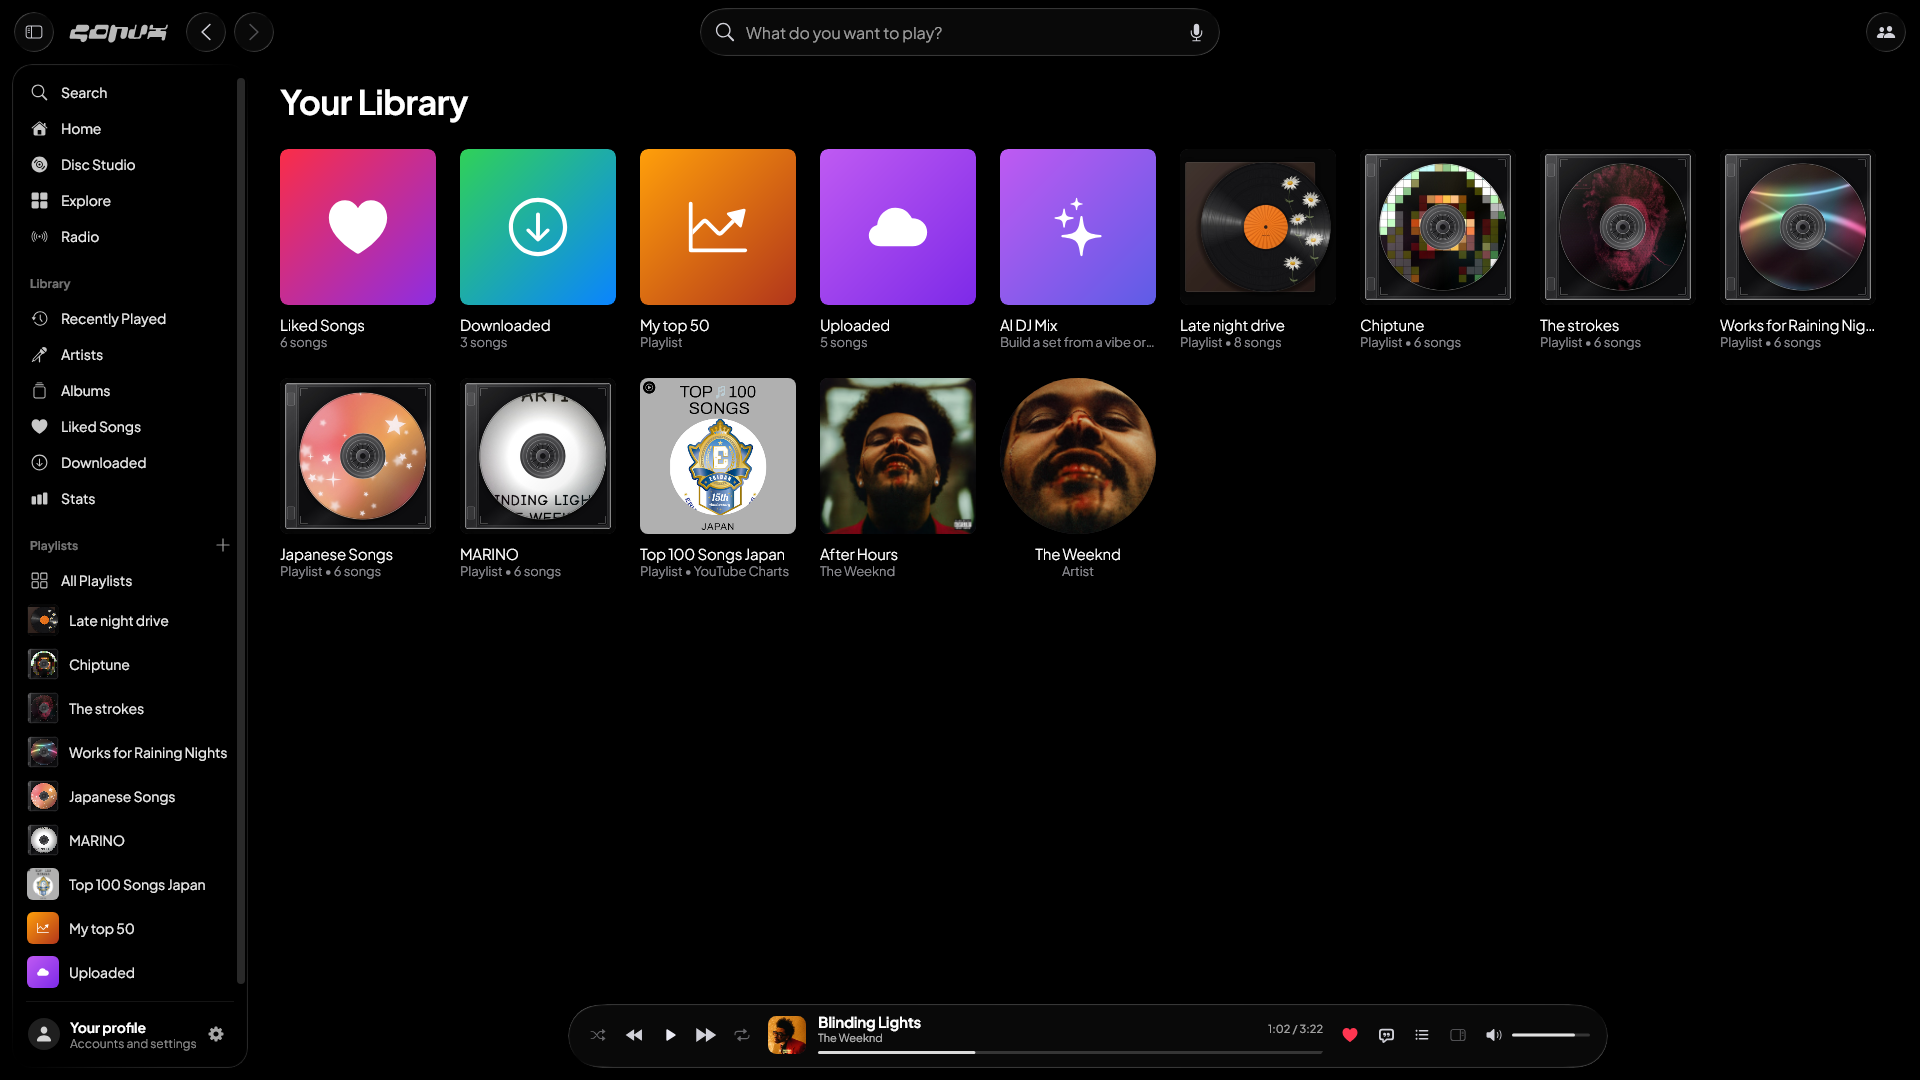 sonux
What do you want to play?
Search
Home
Disc Studio
Explore
Radio
Library
Recently Played
Artists
Albums
Liked Songs
Downloaded
Stats
Playlists
All Playlists
Late night drive
Chiptune
The strokes
Works for Raining Nights
Japanese Songs
MARINO
Top 100 Songs Japan
My top 50
Uploaded
Your profile
Accounts and settings
Your Library
Liked Songs
6 songs
Downloaded
3 songs
My top 50
Playlist
Uploaded
5 songs
AI DJ Mix
Build a set from a vibe or...
Late night drive
Playlist • 8 songs
Chiptune
Playlist • 6 songs
The strokes
Playlist • 6 songs
Works for Raining Nig...
Playlist • 6 songs
Japanese Songs
Playlist • 6 songs
INDING LIGH
MARINO
Playlist • 6 songs
TOP 100
SONGS
15th
JAPAN
Top 100 Songs Japan
Playlist • YouTube Charts
After Hours
The Weeknd
The Weeknd
Artist
Blinding Lights
The Weeknd
1:02 / 3:22